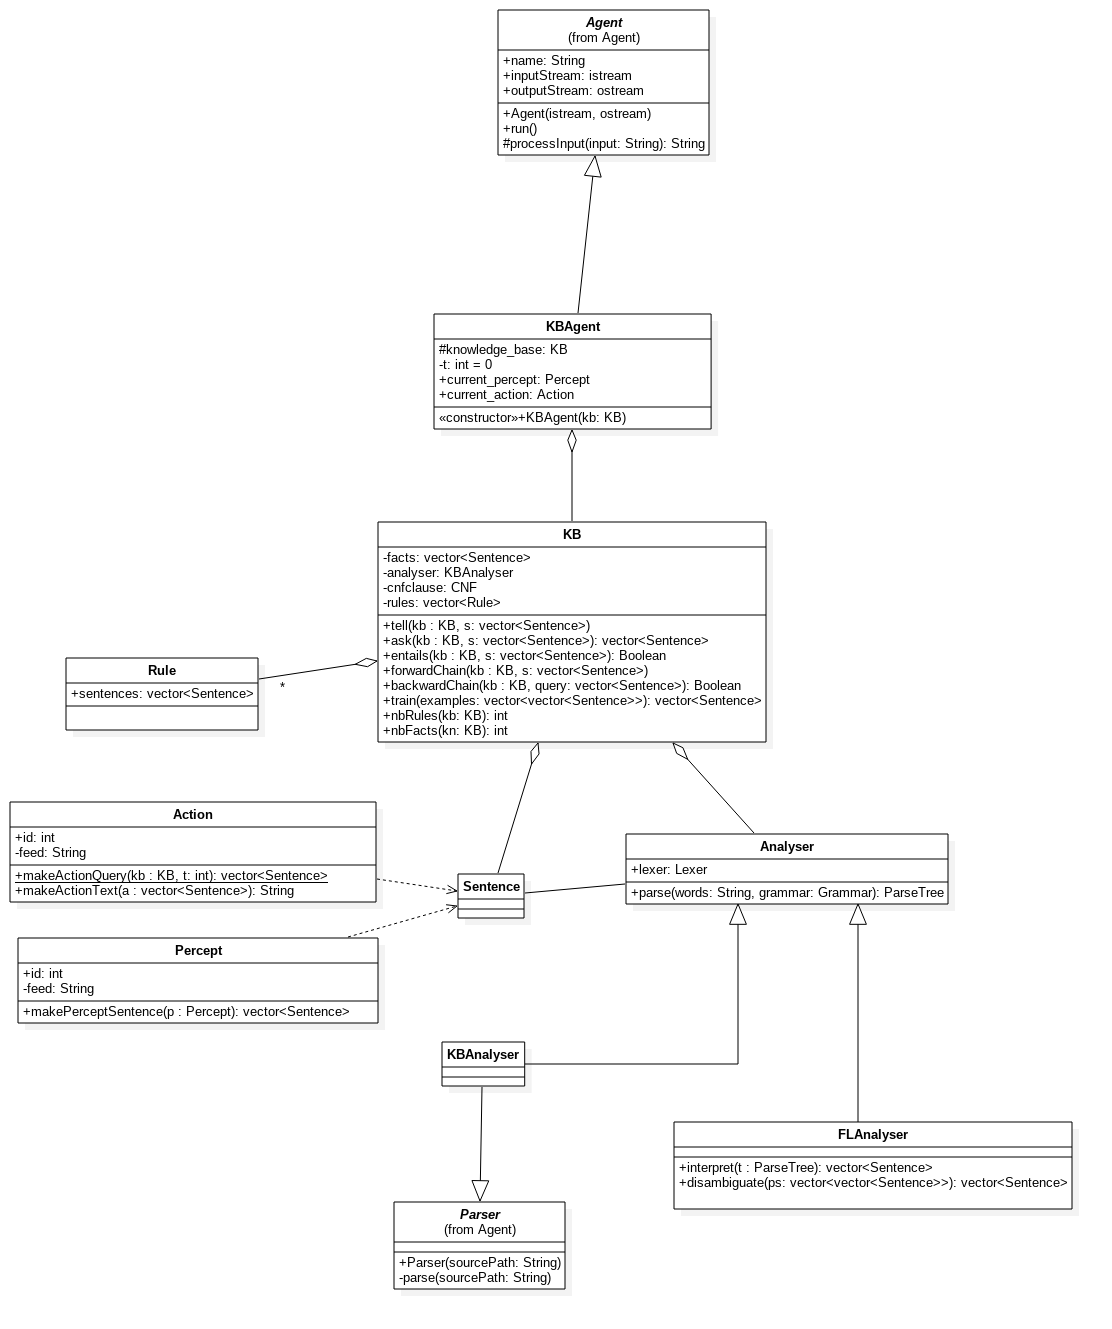 Agent
(from Agent)
+name: String
+inputStream: istream
+outputStream: ostream
+Agent(istream, ostream)
+run()
#processInput(input: String): String
KBAgent
#knowledge_base: KB
-t: int = 0
+current_percept: Percept
+current_action: Action
«constructor»+KBAgent(kb: KB)
KB
-facts: vector<Sentence>
-analyser: KBAnalyser
-cnfclause: CNF
-rules: vector<Rule>
+tell(kb : KB, s: vector<Sentence>)
+ask(kb : KB, s: vector<Sentence>): vector<Sentence>
+entails(kb : KB, s: vector<Sentence>): Boolean
+forwardChain(kb : KB, s: vector<Sentence>)
+backwardChain(kb : KB, query: vector<Sentence>): Boolean
+train(examples: vector<vector<Sentence>>): vector<Sentence>
+nbRules(kb: KB): int
+nbFacts(kn: KB): int
Rule
+sentences: vector<Sentence>
*
Action
+id: int
-feed: String
+makeActionQuery(kb : KB, t: int): vector<Sentence>
+makeActionText(a : vector<Sentence>): String
Sentence
Analyser
+lexer: Lexer
+parse(words: String, grammar: Grammar): ParseTree
Percept
+id: int
-feed: String
+makePerceptSentence(p : Percept): vector<Sentence>
KBAnalyser
FLAnalyser
+interpret(t : ParseTree): vector<Sentence>
+disambiguate(ps: vector<vector<Sentence>>): vector<Sentence>
Parser
(from Agent)
+Parser(sourcePath: String)
-parse(sourcePath: String)